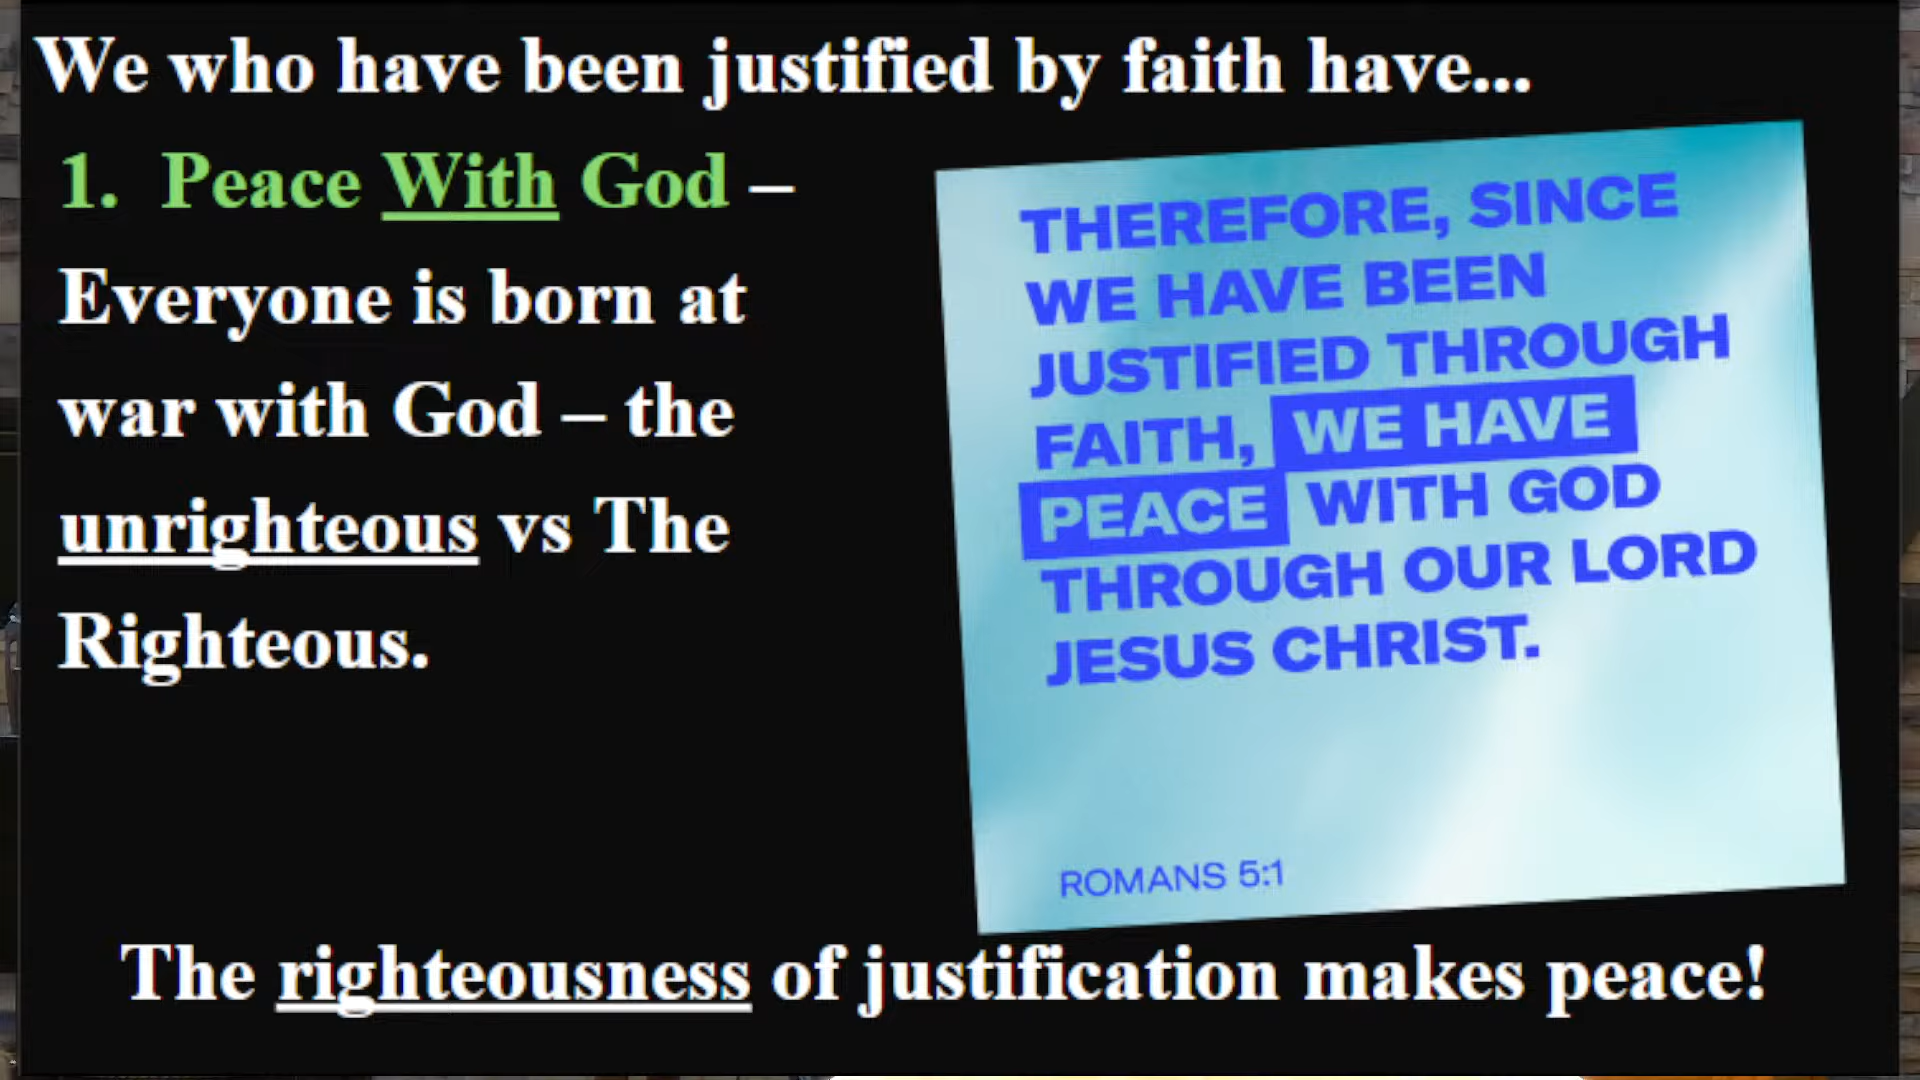 We who have been justified by faith have...
1. Peace With God –
Everyone is born at
war with God – the
unrighteous vs The
Righteous.
THEREFORE, SINCE
WE HAVE BEEN
JUSTIFIED THROUGH
FAITH, WE HAVE
PEACE WITH GOD
THROUGH OUR LORD
JESUS CHRIST.
ROMANS 5:1
The righteousness of justification makes peace!